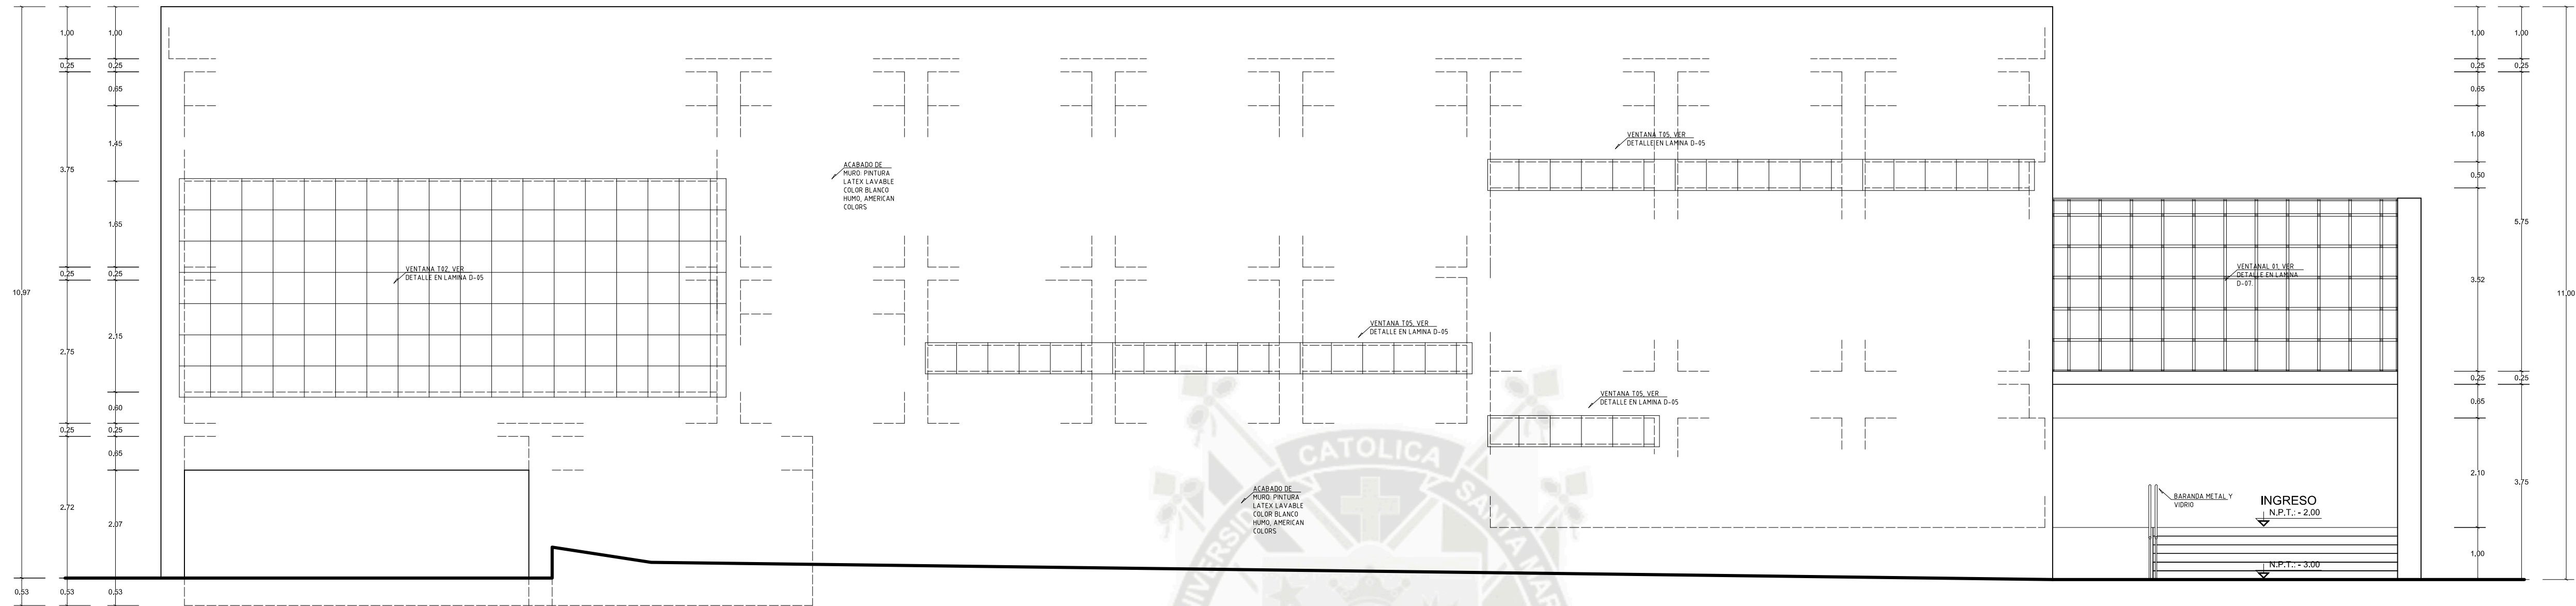 1,00
0,25
3,75
0,25
2,75
0,25
2,72
0,53
10,97
0,53
1,00
0,25
0,65
1,45
1,65
0,25
2,15
0,60
0,25
0,65
2,07
0,53
VENTANA T02, VER
DETALLE EN LAMINA D-05
ACABADO DE
MURO: PINTURA
LATEX LAVABLE
COLOR BLANCO
HUMO, AMERICAN
COLORS
VENTANA T05, VER
DETALLE EN LAMINA D-05
VENTANA T05, VER
DETALLE EN LAMINA D-05
VENTANA T05, VER
DETALLE EN LAMINA D-05
ACABADO DE
MURO: PINTURA
LATEX LAVABLE
COLOR BLANCO
HUMO, AMERICAN
COLORS
CATOLICA
VENTANAL 01, VER
DETALLE EN LAMINA
D-07.
BARANDA METAL Y
VIDRIO
INGRESO
N.P.T.: - 2,00
N.P.T.: - 3.00
1,00
0,25
0,65
1,08
0,50
3,52
0,25
0,65
2,10
1,00
1,00
0,25
5,75
0,25
3,75
11,00